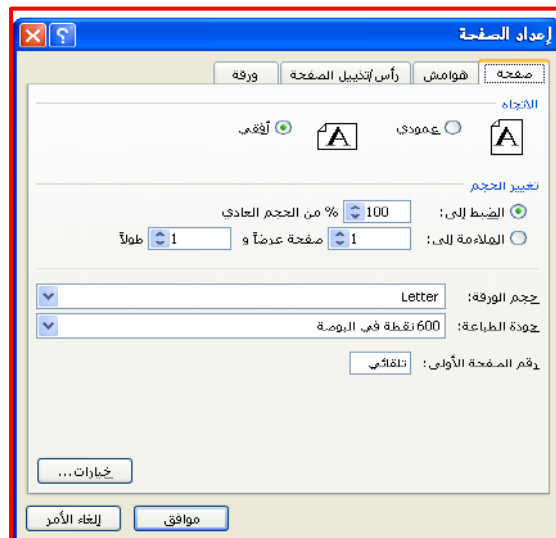 إعداد الصفحة
صفحة هوامش رأس/تذييل الصفحة ورقة
الاتجاه
A عمودي A أفقي
تغيير الحجم
الضبط إلى: 100 % من الحجم العادي
الملاءمة إلى: 1 صفحة عرضاً و 1 طولاً
حجم الورقة: Letter
جودة الطباعة: 600 نقطة في البوصة
رقم الصفحة الأولى: تلقائي
خيارات...
موافق إلغاء الأمر